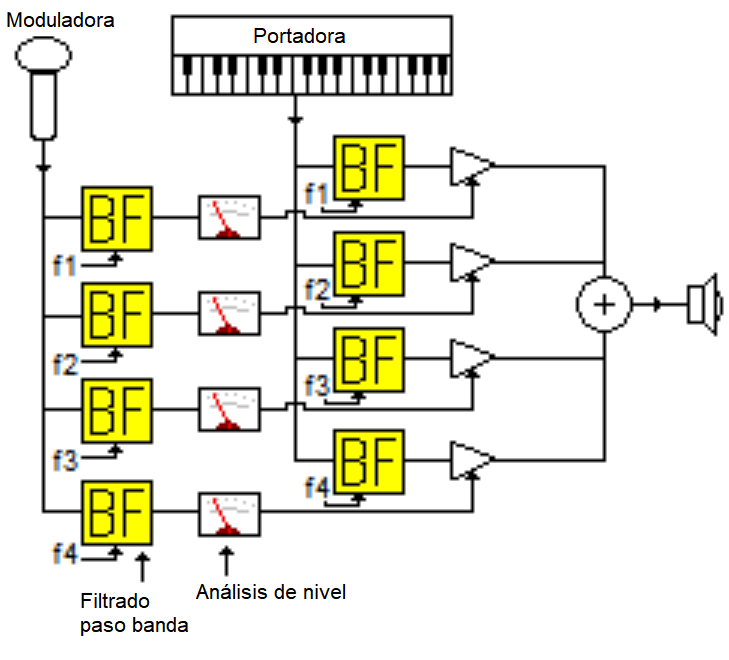 Moduladora
Portadora
BF
f1
BF
f1
BF
f2
BF
f2
BF
f3
BF
f3
BF
f4
BF
f4
+
Filtrado
paso banda
Análisis de nivel